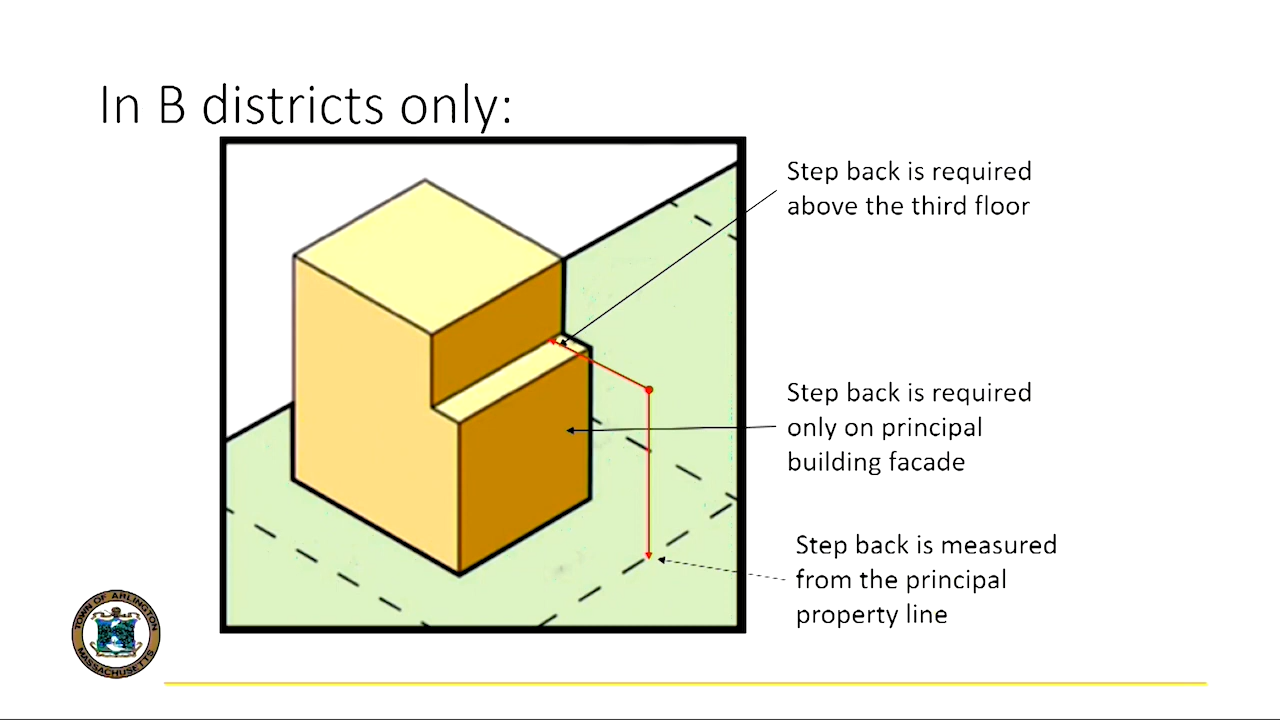 In B districts only:
Step back is required
above the third floor
Step back is required
only on principal
building facade
Step back is measured
from the principal
property line
TOWN OF ARLINGTON
MASSACHUSETTS